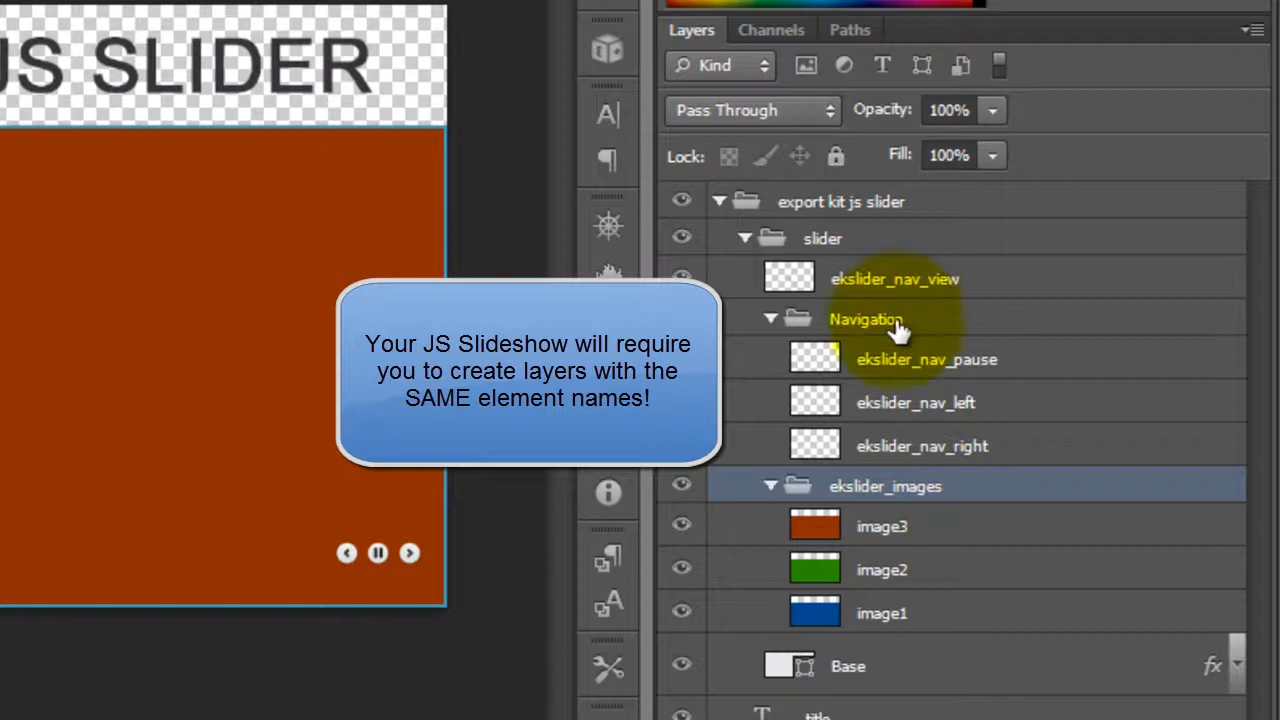 JS SLIDER
Layers Channels Paths
Kind
Pass Through Opacity: 100%
Lock: Fill: 100%
export kit js slider
slider
ekslider_nav_view
Navigation
ekslider_nav_pause
ekslider_nav_left
ekslider_nav_right
ekslider_images
image3
image2
image1
Base fx
title
Your JS Slideshow will require
you to create layers with the
SAME element names!